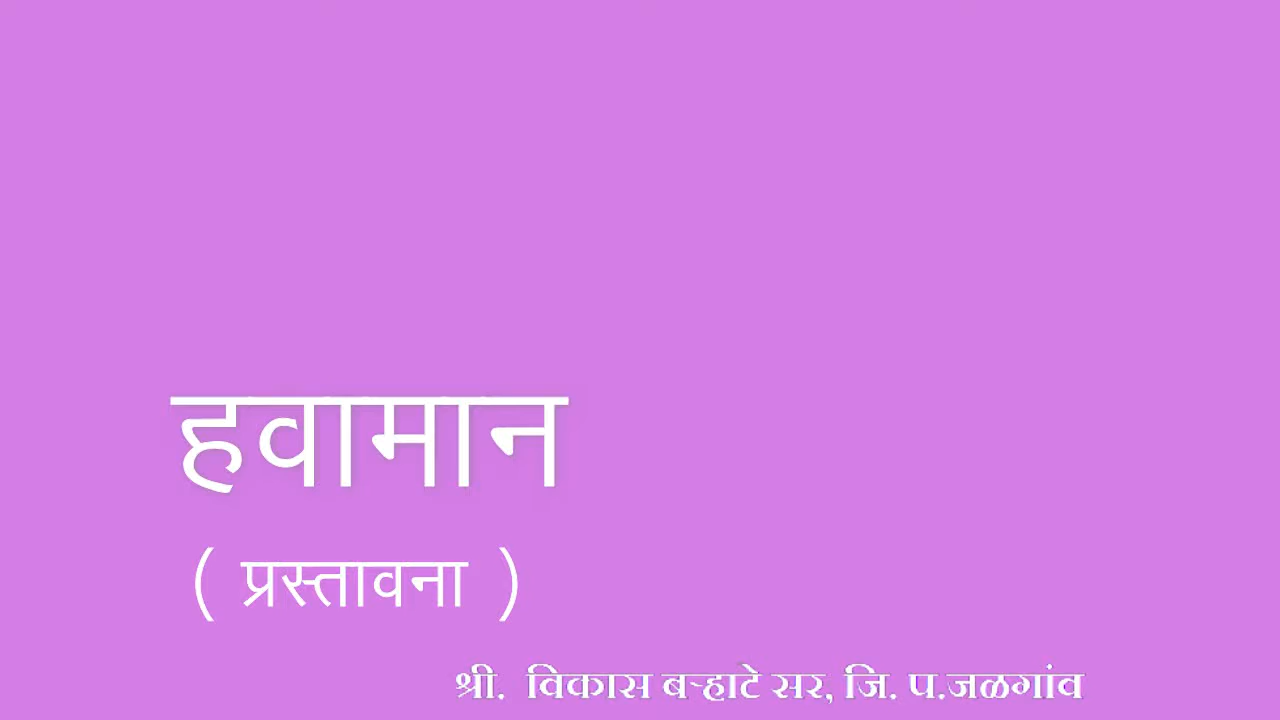 हवामान
( प्रस्तावना )
श्री. विकास बऱ्हाटे सर, जि. प.जळगांव